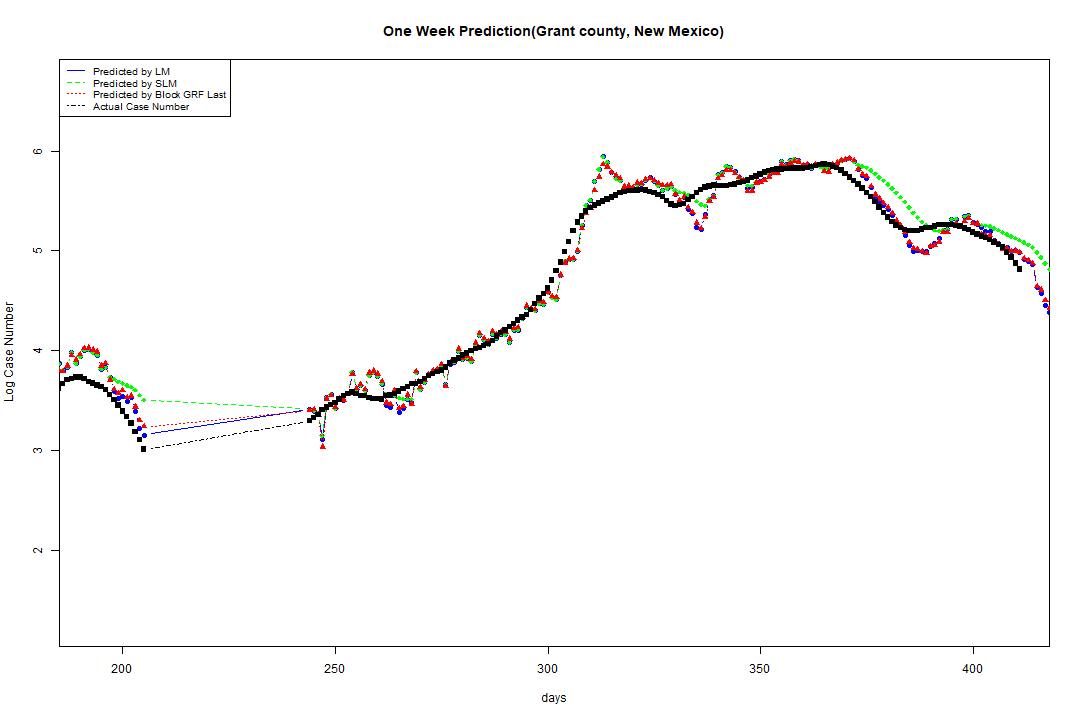 One Week Prediction(Grant county, New Mexico)
Predicted by LM
Predicted by SLM
Predicted by Block GRF Last
Actual Case Number
Log Case Number
6
5
4
3
2
200 250 300 350 400
days